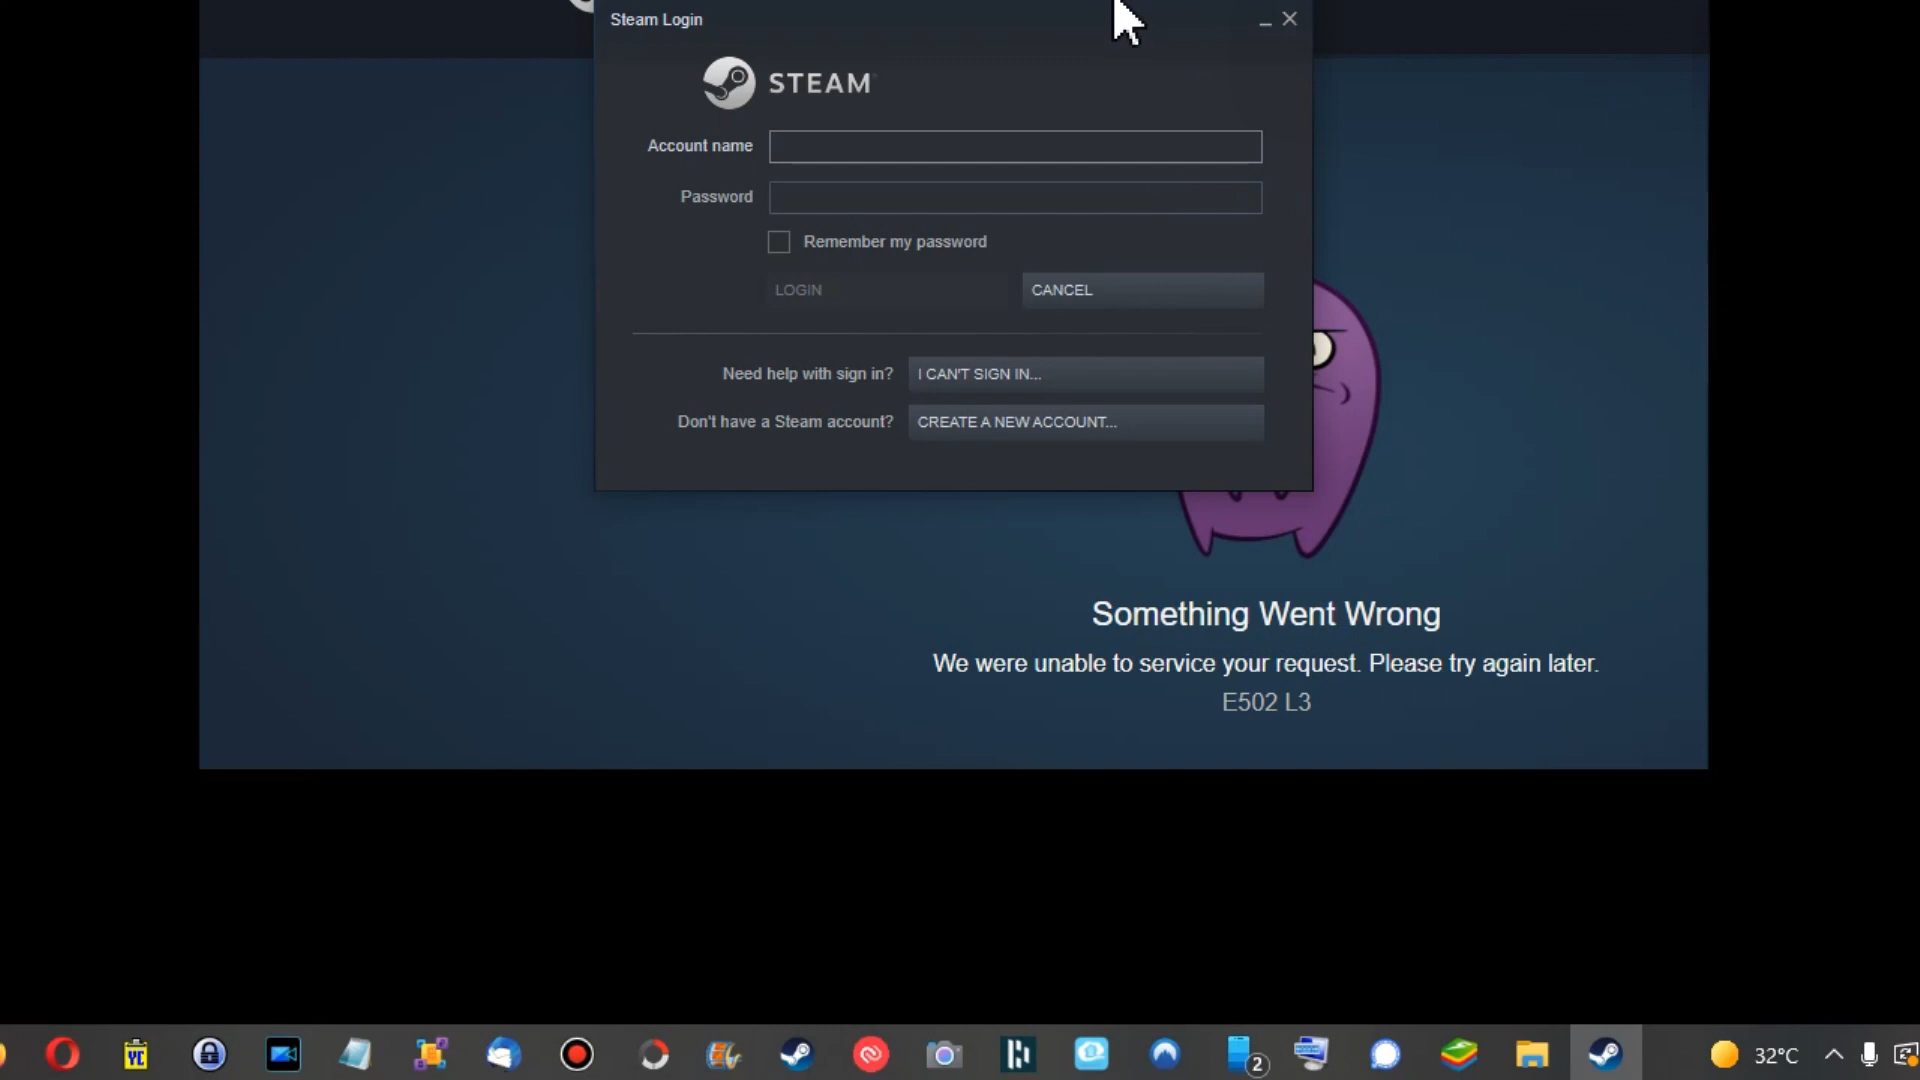 Steam Login
STEAM
Account name
Password
Remember my password
LOGIN
CANCEL
Need help with sign in?
I CAN'T SIGN IN...
Don't have a Steam account?
CREATE A NEW ACCOUNT...
Something Went Wrong
We were unable to service your request. Please try again later.
E502 L3
YC
2
32°C